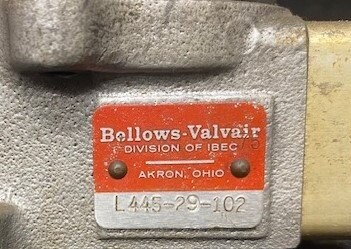 Bellows-Valvair
DIVISION OF IBEC
AKRON, OHIO
L445-29-102